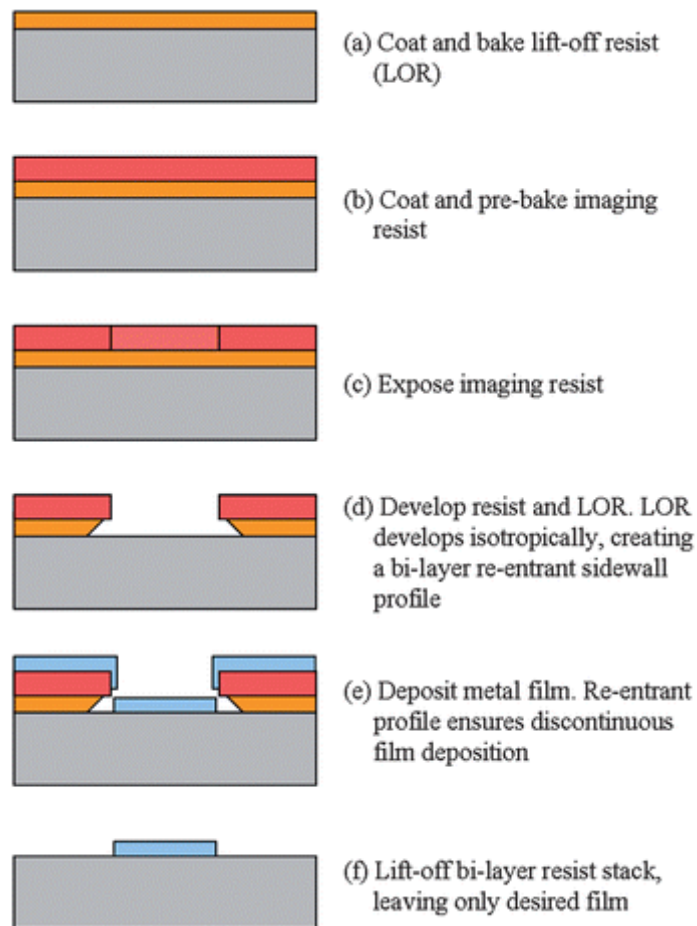 (a) Coat and bake lift-off resist
(LOR)
(b) Coat and pre-bake imaging
resist
(c) Expose imaging resist
(d) Develop resist and LOR. LOR
develops isotropically, creating
a bi-layer re-entrant sidewall
profile
(e) Deposit metal film. Re-entrant
profile ensures discontinuous
film deposition
(f) Lift-off bi-layer resist stack,
leaving only desired film